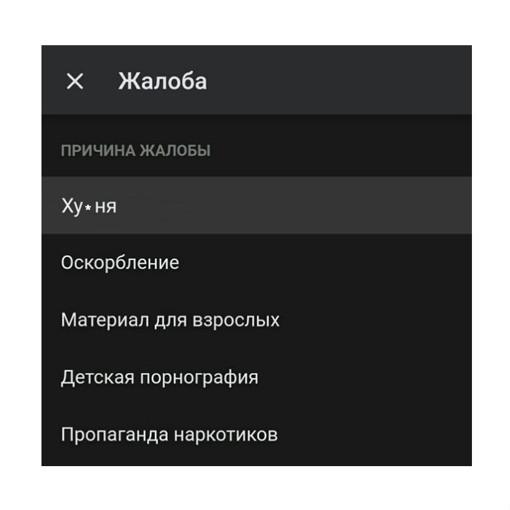 Жалоба
ПРИЧИНА ЖАЛОБЫ
Ху*ня
Оскорбление
Материал для взрослых
Детская порнография
Пропаганда наркотиков